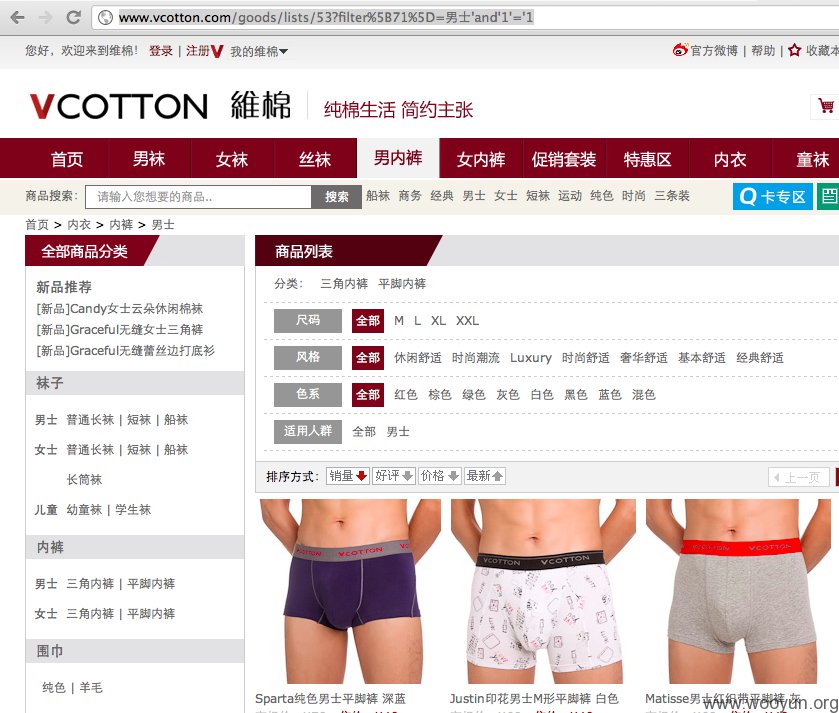 www.vcotton.com/goods/lists/53?filter%5B71%5D=男士'and'1'='1
您好，欢迎来到维棉！ 登录 | 注册 我的维棉 官方微博 | 帮助 | 收藏本
VCOTTON 維棉 纯棉生活 简约主张
首页 男袜 女袜 丝袜 男内裤 女内裤 促销套装 特惠区 内衣 童袜
商品搜索： 请输入您想要的商品.. 搜索 船袜 商务 经典 男士 女士 短袜 运动 纯色 时尚 三条装 Q卡专区
首页 > 内衣 > 内裤 > 男士
全部商品分类
新品推荐
[新品]Candy女士云朵休闲棉袜
[新品]Graceful无缝女士三角裤
[新品]Graceful无缝蕾丝边打底衫
袜子
男士 普通长袜 | 短袜 | 船袜
女士 普通长袜 | 短袜 | 船袜
长筒袜
儿童 幼童袜 | 学生袜
内裤
男士 三角内裤 | 平脚内裤
女士 三角内裤 | 平脚内裤
围巾
纯色 | 羊毛
商品列表
分类： 三角内裤 平脚内裤
尺码 全部 M L XL XXL
风格 全部 休闲舒适 时尚潮流 Luxury 时尚舒适 奢华舒适 基本舒适 经典舒适
色系 全部 红色 棕色 绿色 灰色 白色 黑色 蓝色 混色
适用人群 全部 男士
排序方式： 销量 好评 价格 最新 上一页
VCOTTON
VCOTTON
VCOTTON
Sparta纯色男士平脚裤 深蓝
Justin印花男士M形平脚裤 白色
Matisse男士红织带平脚裤 灰
www.wooyun.org